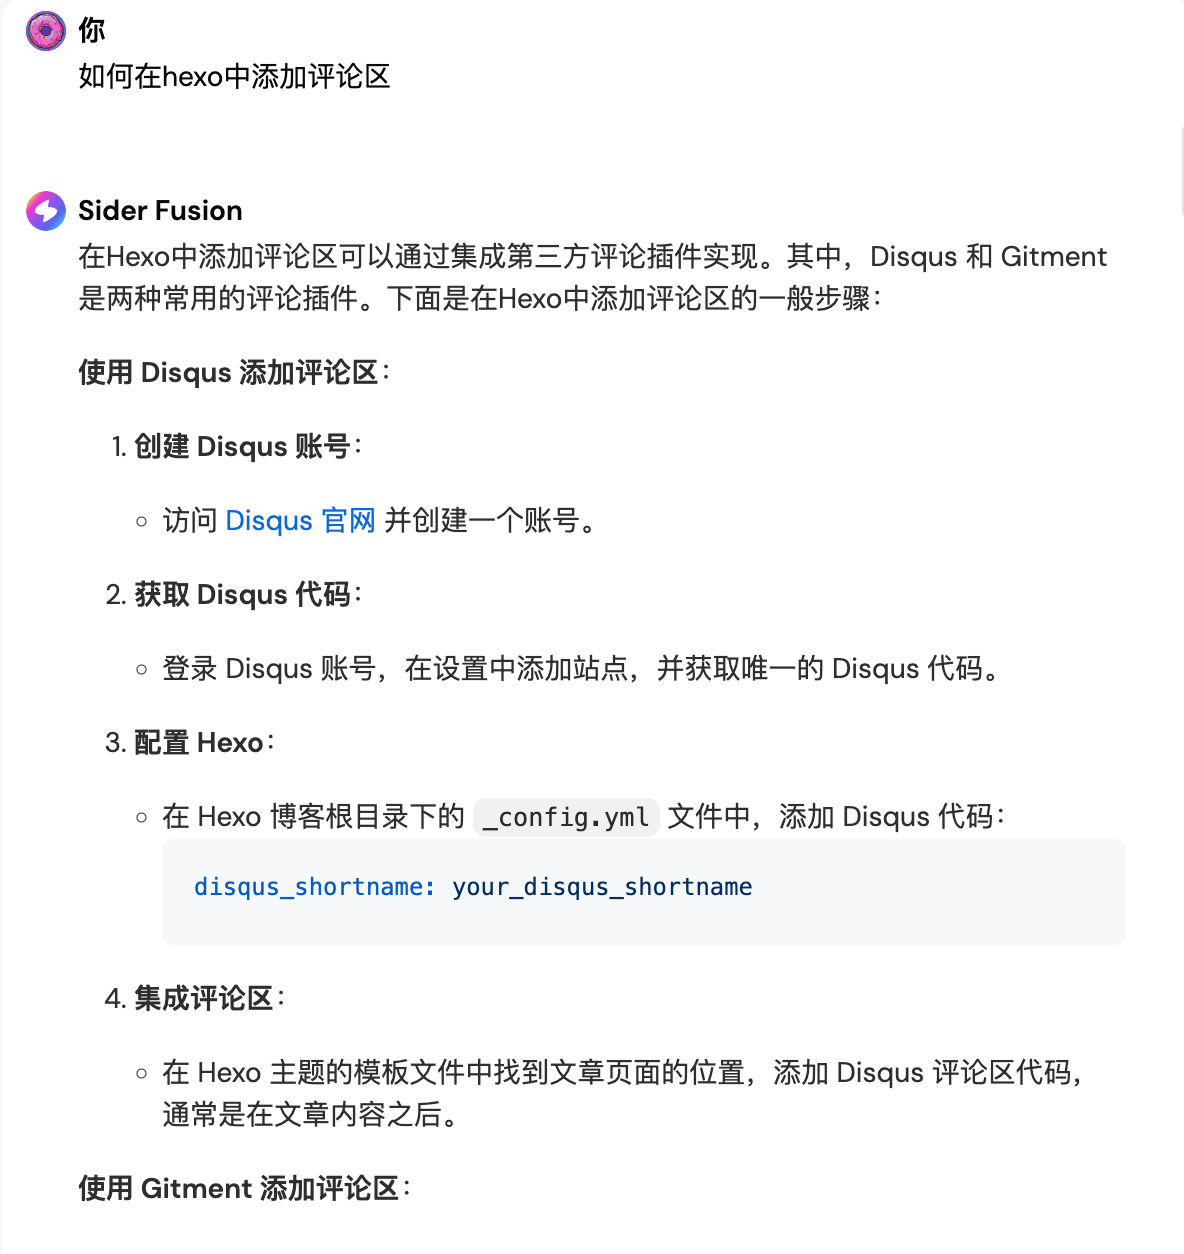 你
如何在hexo中添加评论区
Sider Fusion
在Hexo中添加评论区可以通过集成第三方评论插件实现。其中，Disqus 和 Gitment
是两种常用的评论插件。下面是在Hexo中添加评论区的一般步骤：
使用 Disqus 添加评论区：
1. 创建 Disqus 账号：
○ 访问 Disqus 官网 并创建一个账号。
2. 获取 Disqus 代码：
○ 登录 Disqus 账号，在设置中添加站点，并获取唯一的 Disqus 代码。
3. 配置 Hexo：
○ 在 Hexo 博客根目录下的 _config.yml 文件中，添加 Disqus 代码：
disqus_shortname: your_disqus_shortname
4. 集成评论区：
○ 在 Hexo 主题的模板文件中找到文章页面的位置，添加 Disqus 评论区代码，
通常是在文章内容之后。
使用 Gitment 添加评论区：